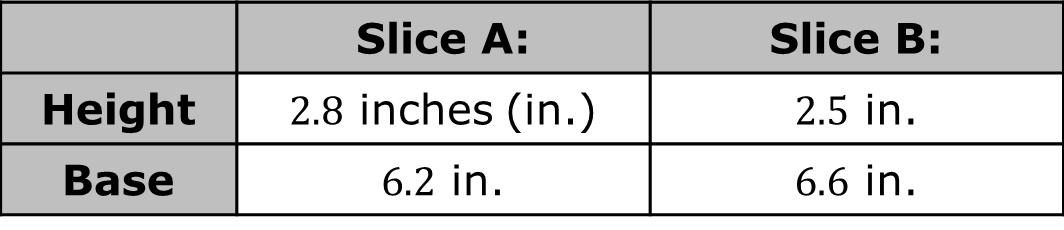 Slice A: Slice B:
Height 2.8 inches (in.) 2.5 in.
Base 6.2 in. 6.6 in.